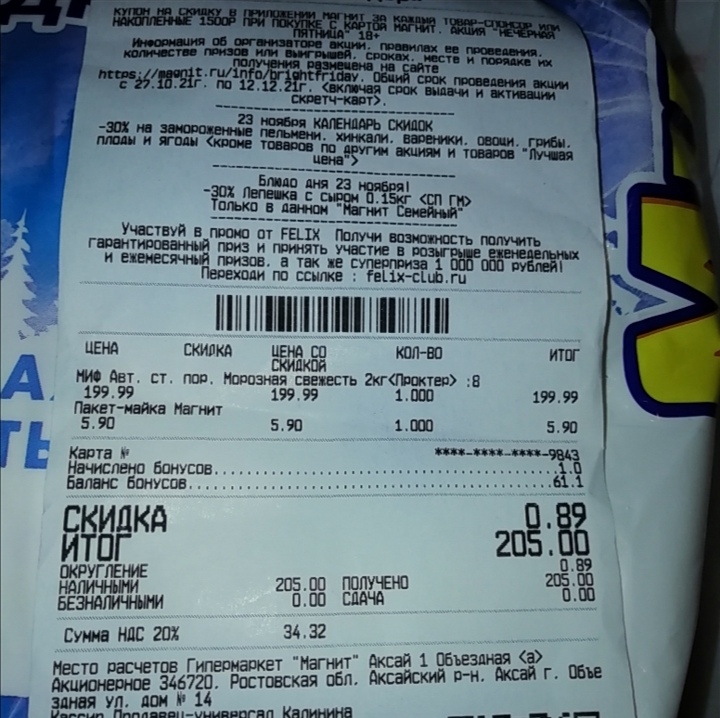 КУПОН НА СКИДКУ В ПРИЛОЖЕНИИ МАГНИТ ЗА КАЖДЫЙ ТОВАР-СПОНСОР ИЛИ
НАКОПЛЕННЫЕ 1500Р ПРИ ПОКУПКЕ С КАРТОЙ МАГНИТ. АКЦИЯ "НЕЧЕРНАЯ
ПЯТНИЦА" 18+
Информация об организаторе акции, правилах ее проведения,
количестве призов или выигрышей, сроках, месте и порядке их
получения размещена на сайте
https://magnit.ru/info/brightfriday. Общий срок проведения акции
с 27.10.21г. по 12.12.21г. <включая срок выдачи и активации
скретч-карт>.
23 ноября КАЛЕНДАРЬ СКИДОК
-30% на замороженные пельмени, хинкали, вареники, овощи, грибы,
плоды и ягоды <кроме товаров по другим акциям и товаров "Лучшая
цена">
Блюдо дня 23 ноября!
-30% Лепешка с сыром 0.15кг <СП ГМ>
Только в данном "Магнит Семейный"
Участвуй в промо от FELIX Получи возможность получить
гарантированный приз и принять участие в розыгрыше еженедельных
и ежемесячный призов, а так же суперприза 1 000 000 рублей!
Переходи по ссылке : felix-club.ru
ЦЕНА СКИДКА ЦЕНА СО СКИДКОЙ КОЛ-ВО ИТОГ
МИФ Авт. ст. пор. Морозная свежесть 2кг<Проктер> :8
199.99 199.99 1.000 199.99
Пакет-майка Магнит
5.90 5.90 1.000 5.90
Карта № ****-****-****-9843
Начислено бонусов 1.0
Баланс бонусов 61.1
СКИДКА 0.89
ИТОГ 205.00
ОКРУГЛЕНИЕ 0.89
НАЛИЧНЫМИ 205.00 ПОЛУЧЕНО 205.00
БЕЗНАЛИЧНЫМИ 0.00 СДАЧА 0.00
Сумма НДС 20% 34.32
Место расчетов Гипермаркет "Магнит" Аксай 1 Объездная <а>
Акционерное 346720, Ростовская обл, Аксайский р-н, Аксай г, Объе
здная ул, дом № 14
Кассир Продавец-универсал Калинина